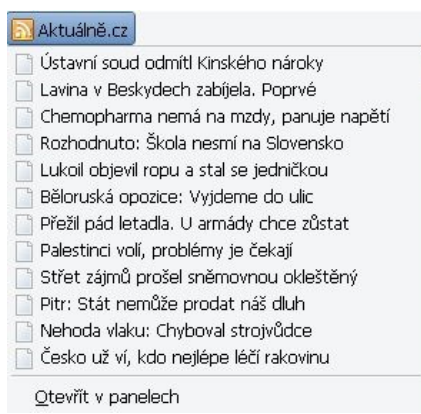 Aktuálně.cz
Ústavní soud odmítl Kinského nároky
Lavina v Beskydech zabíjela. Poprvé
Chemopharma nemá na mzdy, panuje napětí
Rozhodnuto: Škola nesmí na Slovensko
Lukoil objevil ropu a stal se jedničkou
Běloruská opozice: Vyjdeme do ulic
Přežil pád letadla. U armády chce zůstat
Palestinci volí, problémy je čekají
Střet zájmů prošel sněmovnou okleštěný
Pitr: Stát nemůže prodat náš dluh
Nehoda vlaku: Chyboval strojvůdce
Česko už ví, kdo nejlépe léčí rakovinu
Otevřít v panelech